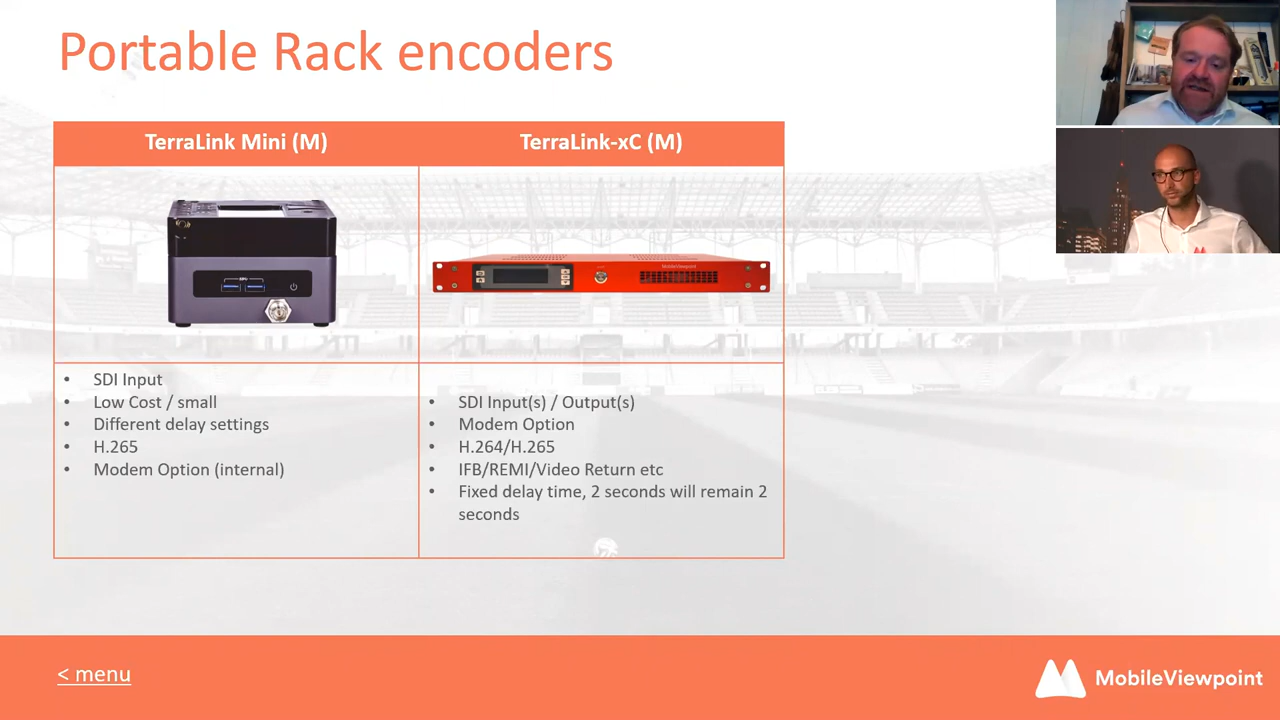 Portable Rack encoders
TerraLink Mini (M)
TerraLink-xC (M)
MobileViewpoint
• SDI Input
• Low Cost / small
• Different delay settings
• H.265
• Modem Option (internal)
• SDI Input(s) / Output(s)
• Modem Option
• H.264/H.265
• IFB/REMI/Video Return etc
• Fixed delay time, 2 seconds will remain 2
seconds
< menu
MobileViewpoint